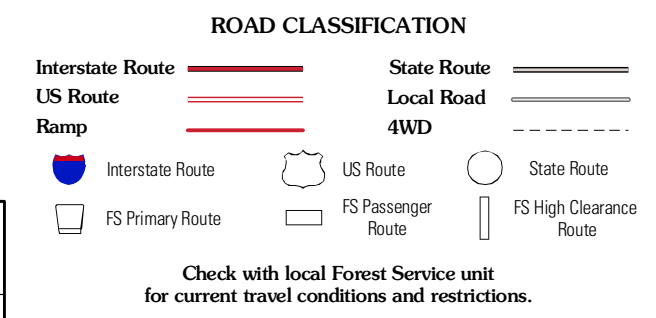 ROAD CLASSIFICATION
Interstate Route
State Route
US Route
Local Road
Ramp
4WD
Interstate Route
US Route
State Route
FS Primary Route
FS Passenger
Route
FS High Clearance
Route
Check with local Forest Service unit
for current travel conditions and restrictions.